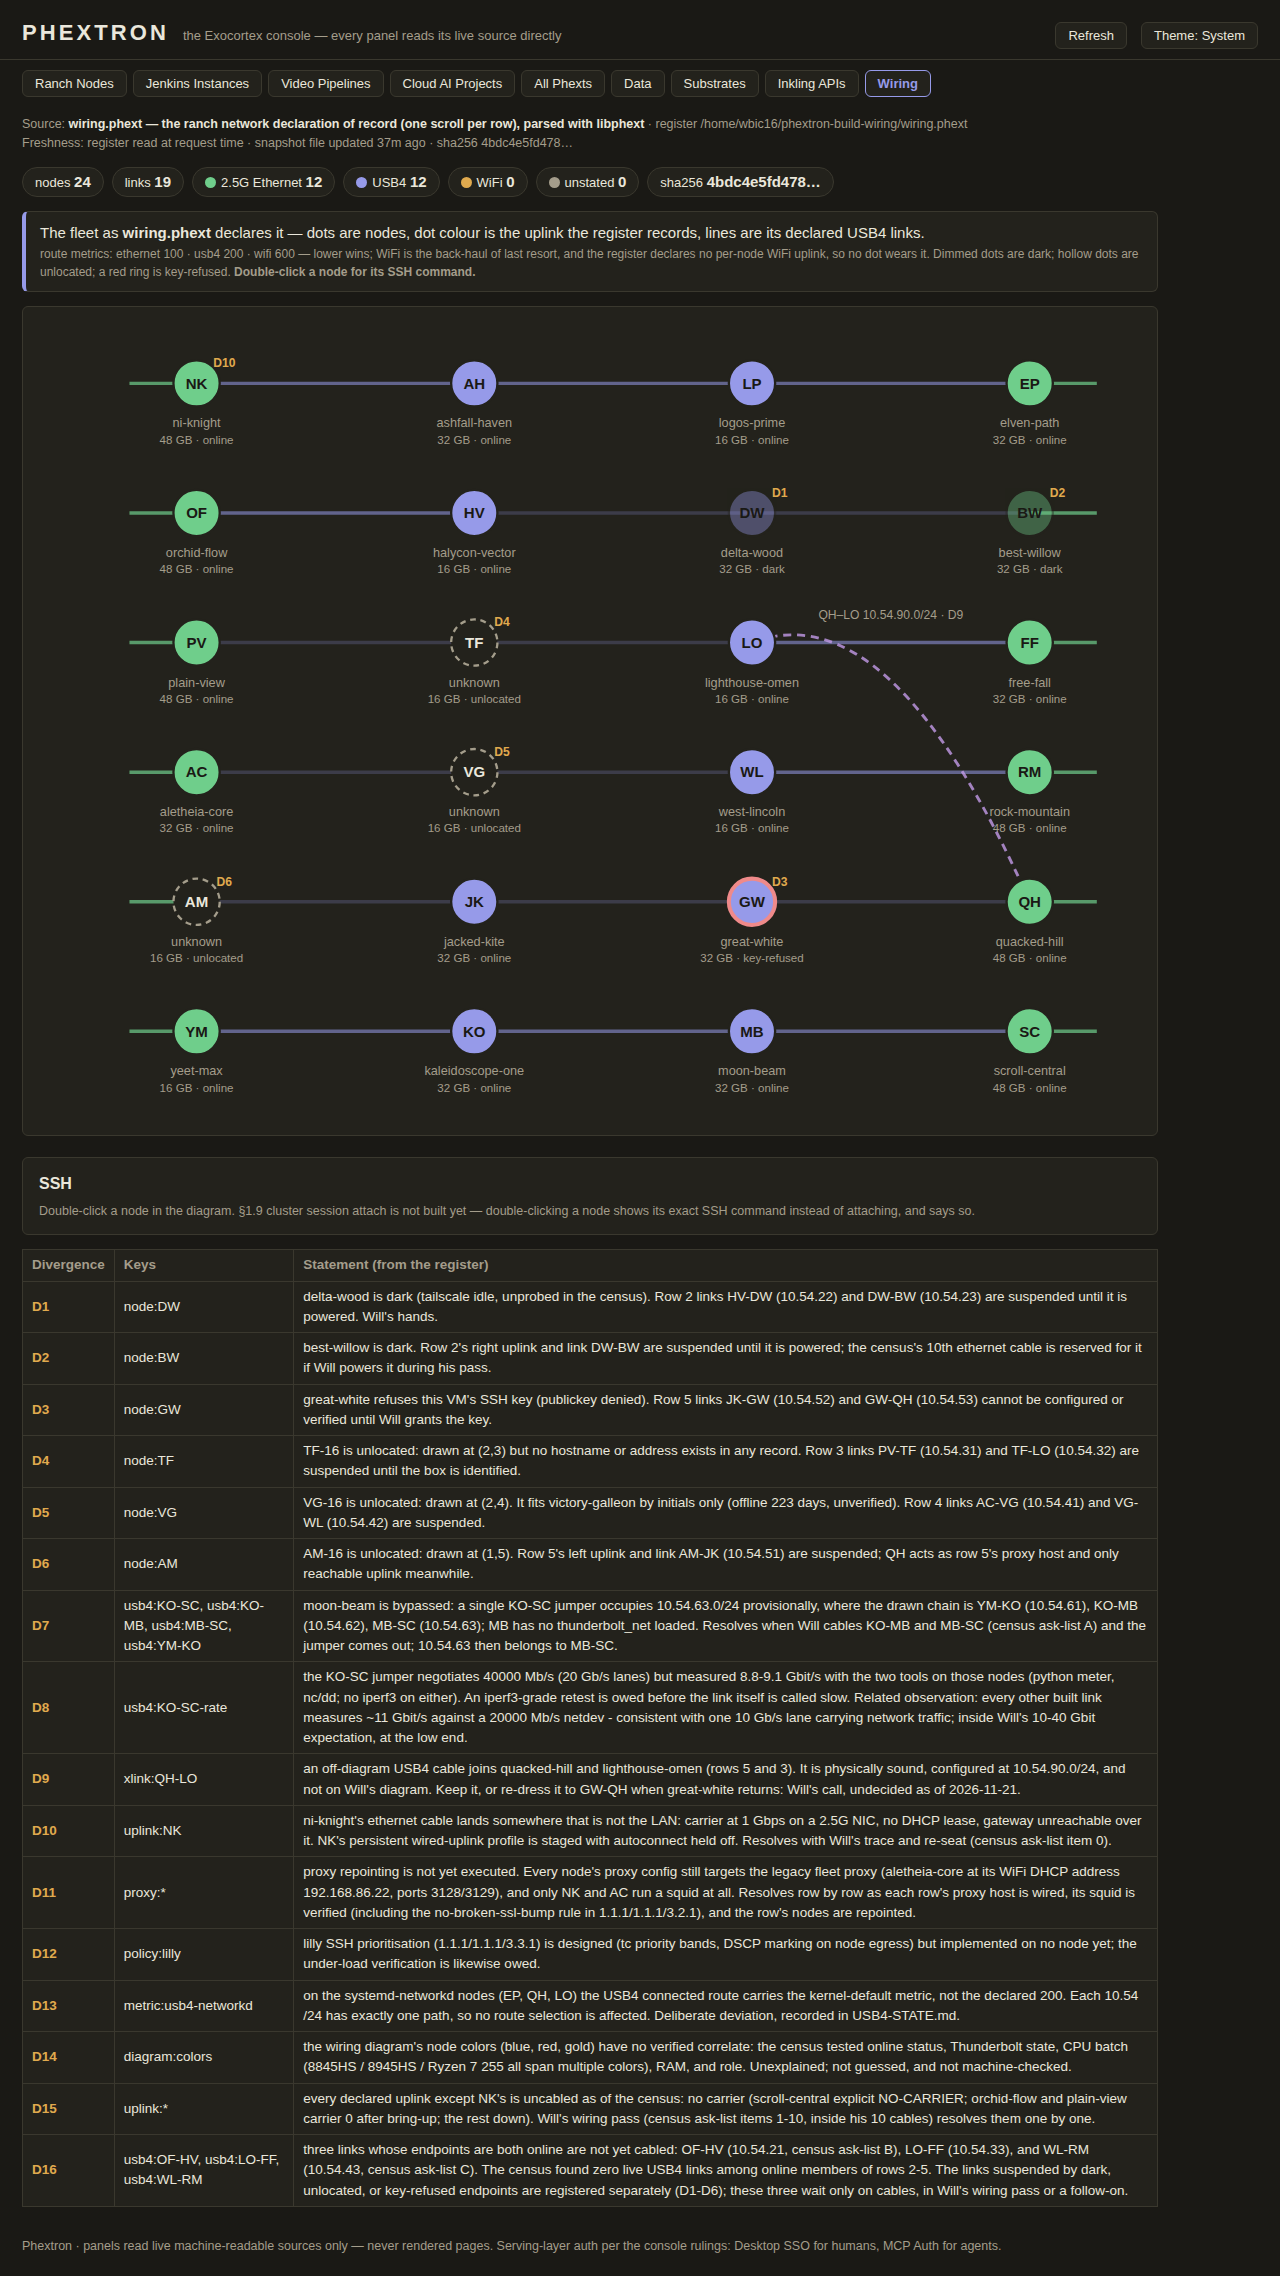 PHEXTRON the Exocortex console — every panel reads its live source directly Refresh Theme: System
Ranch Nodes Jenkins Instances Video Pipelines Cloud AI Projects All Phexts Data Substrates Inkling APIs Wiring
Source: wiring.phext — the ranch network declaration of record (one scroll per row), parsed with libphext · register /home/wbic16/phextron-build-wiring/wiring.phext
Freshness: register read at request time · snapshot file updated 37m ago · sha256 4bdc4e5fd478…
nodes 24 links 19 2.5G Ethernet 12 USB4 12 WiFi 0 unstated 0 sha256 4bdc4e5fd478…
The fleet as wiring.phext declares it — dots are nodes, dot colour is the uplink the register records, lines are its declared USB4 links.
route metrics: ethernet 100 · usb4 200 · wifi 600 — lower wins; WiFi is the back-haul of last resort, and the register declares no per-node WiFi uplink, so no dot wears it. Dimmed dots are dark; hollow dots are
unlocated; a red ring is key-refused. Double-click a node for its SSH command.
D10
NK AH LP EP
ni-knight ashfall-haven logos-prime elven-path
48 GB · online 32 GB · online 16 GB · online 32 GB · online
D1 D2
OF HV DW BW
orchid-flow halycon-vector delta-wood best-willow
48 GB · online 16 GB · online 32 GB · dark 32 GB · dark
QH–LO 10.54.90.0/24 · D9
D4
PV TF LO FF
plain-view unknown lighthouse-omen free-fall
48 GB · online 16 GB · unlocated 16 GB · online 32 GB · online
D5
AC VG WL RM
aletheia-core unknown west-lincoln rock-mountain
32 GB · online 16 GB · unlocated 16 GB · online 48 GB · online
D6 D3
AM JK GW QH
unknown jacked-kite great-white quacked-hill
16 GB · unlocated 32 GB · online 32 GB · key-refused 48 GB · online
YM KO MB SC
yeet-max kaleidoscope-one moon-beam scroll-central
16 GB · online 32 GB · online 32 GB · online 48 GB · online
SSH
Double-click a node in the diagram. §1.9 cluster session attach is not built yet — double-clicking a node shows its exact SSH command instead of attaching, and says so.
Divergence Keys Statement (from the register)
D1 node:DW delta-wood is dark (tailscale idle, unprobed in the census). Row 2 links HV-DW (10.54.22) and DW-BW (10.54.23) are suspended until it is
powered. Will's hands.
D2 node:BW best-willow is dark. Row 2's right uplink and link DW-BW are suspended until it is powered; the census's 10th ethernet cable is reserved for it
if Will powers it during his pass.
D3 node:GW great-white refuses this VM's SSH key (publickey denied). Row 5 links JK-GW (10.54.52) and GW-QH (10.54.53) cannot be configured or
verified until Will grants the key.
D4 node:TF TF-16 is unlocated: drawn at (2,3) but no hostname or address exists in any record. Row 3 links PV-TF (10.54.31) and TF-LO (10.54.32) are
suspended until the box is identified.
D5 node:VG VG-16 is unlocated: drawn at (2,4). It fits victory-galleon by initials only (offline 223 days, unverified). Row 4 links AC-VG (10.54.41) and VG-
WL (10.54.42) are suspended.
D6 node:AM AM-16 is unlocated: drawn at (1,5). Row 5's left uplink and link AM-JK (10.54.51) are suspended; QH acts as row 5's proxy host and only
reachable uplink meanwhile.
D7 usb4:KO-SC, usb4:KO-MB, usb4:MB-SC, usb4:YM-KO moon-beam is bypassed: a single KO-SC jumper occupies 10.54.63.0/24 provisionally, where the drawn chain is YM-KO (10.54.61), KO-MB
(10.54.62), MB-SC (10.54.63); MB has no thunderbolt_net loaded. Resolves when Will cables KO-MB and MB-SC (census ask-list A) and the
jumper comes out; 10.54.63 then belongs to MB-SC.
D8 usb4:KO-SC-rate the KO-SC jumper negotiates 40000 Mb/s (20 Gb/s lanes) but measured 8.8-9.1 Gbit/s with the two tools on those nodes (python meter,
nc/dd; no iperf3 on either). An iperf3-grade retest is owed before the link itself is called slow. Related observation: every other built link
measures ~11 Gbit/s against a 20000 Mb/s netdev - consistent with one 10 Gb/s lane carrying network traffic; inside Will's 10-40 Gbit
expectation, at the low end.
D9 xlink:QH-LO an off-diagram USB4 cable joins quacked-hill and lighthouse-omen (rows 5 and 3). It is physically sound, configured at 10.54.90.0/24, and
not on Will's diagram. Keep it, or re-dress it to GW-QH when great-white returns: Will's call, undecided as of 2026-11-21.
D10 uplink:NK ni-knight's ethernet cable lands somewhere that is not the LAN: carrier at 1 Gbps on a 2.5G NIC, no DHCP lease, gateway unreachable over
it. NK's persistent wired-uplink profile is staged with autoconnect held off. Resolves with Will's trace and re-seat (census ask-list item 0).
D11 proxy:* proxy repointing is not yet executed. Every node's proxy config still targets the legacy fleet proxy (aletheia-core at its WiFi DHCP address
192.168.86.22, ports 3128/3129), and only NK and AC run a squid at all. Resolves row by row as each row's proxy host is wired, its squid is
verified (including the no-broken-ssl-bump rule in 1.1.1/1.1.1/3.2.1), and the row's nodes are repointed.
D12 policy:lilly lilly SSH prioritisation (1.1.1/1.1.1/3.3.1) is designed (tc priority bands, DSCP marking on node egress) but implemented on no node yet; the
under-load verification is likewise owed.
D13 metric:usb4-networkd on the systemd-networkd nodes (EP, QH, LO) the USB4 connected route carries the kernel-default metric, not the declared 200. Each 10.54
/24 has exactly one path, so no route selection is affected. Deliberate deviation, recorded in USB4-STATE.md.
D14 diagram:colors the wiring diagram's node colors (blue, red, gold) have no verified correlate: the census tested online status, Thunderbolt state, CPU batch
(8845HS / 8945HS / Ryzen 7 255 all span multiple colors), RAM, and role. Unexplained; not guessed, and not machine-checked.
D15 uplink:* every declared uplink except NK's is uncabled as of the census: no carrier (scroll-central explicit NO-CARRIER; orchid-flow and plain-view
carrier 0 after bring-up; the rest down). Will's wiring pass (census ask-list items 1-10, inside his 10 cables) resolves them one by one.
D16 usb4:OF-HV, usb4:LO-FF, usb4:WL-RM three links whose endpoints are both online are not yet cabled: OF-HV (10.54.21, census ask-list B), LO-FF (10.54.33), and WL-RM
(10.54.43, census ask-list C). The census found zero live USB4 links among online members of rows 2-5. The links suspended by dark,
unlocated, or key-refused endpoints are registered separately (D1-D6); these three wait only on cables, in Will's wiring pass or a follow-on.
Phextron · panels read live machine-readable sources only — never rendered pages. Serving-layer auth per the console rulings: Desktop SSO for humans, MCP Auth for agents.